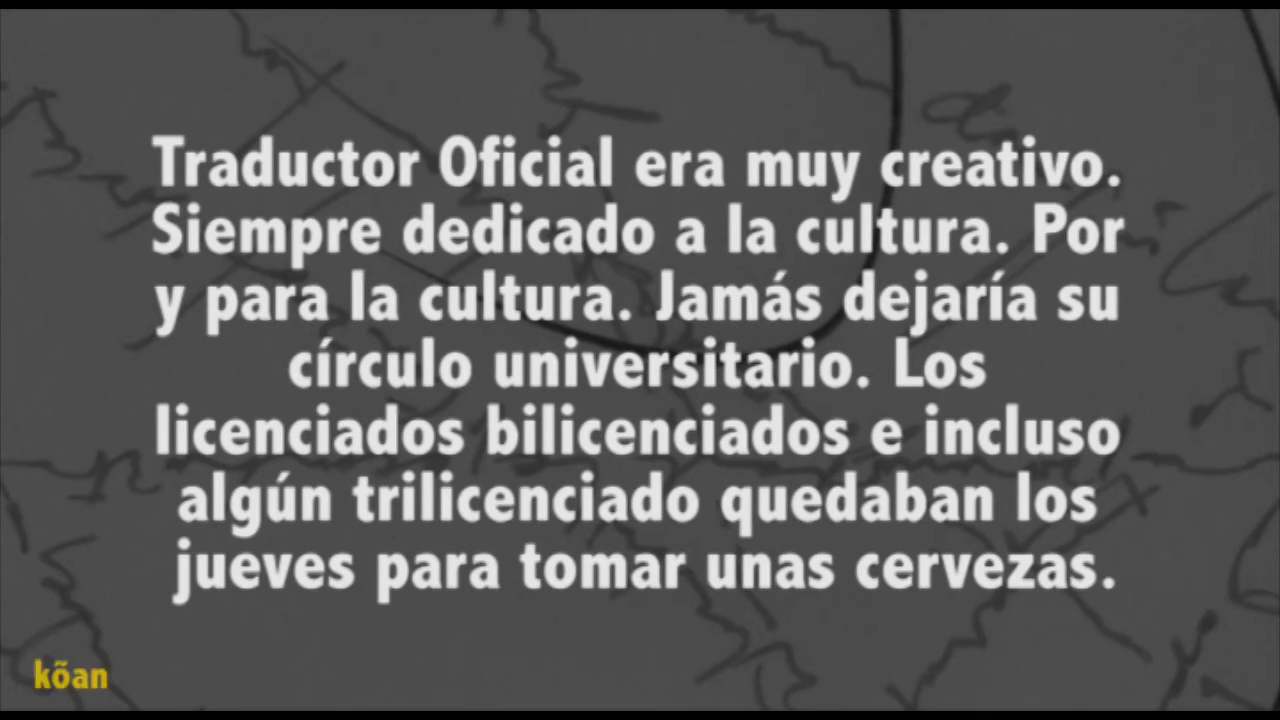 Traductor Oficial era muy creativo.
Siempre dedicado a la cultura. Por
y para la cultura. Jamás dejaría su
círculo universitario. Los
licenciados bilicenciados e incluso
algún trilicenciado quedaban los
jueves para tomar unas cervezas.
kõan